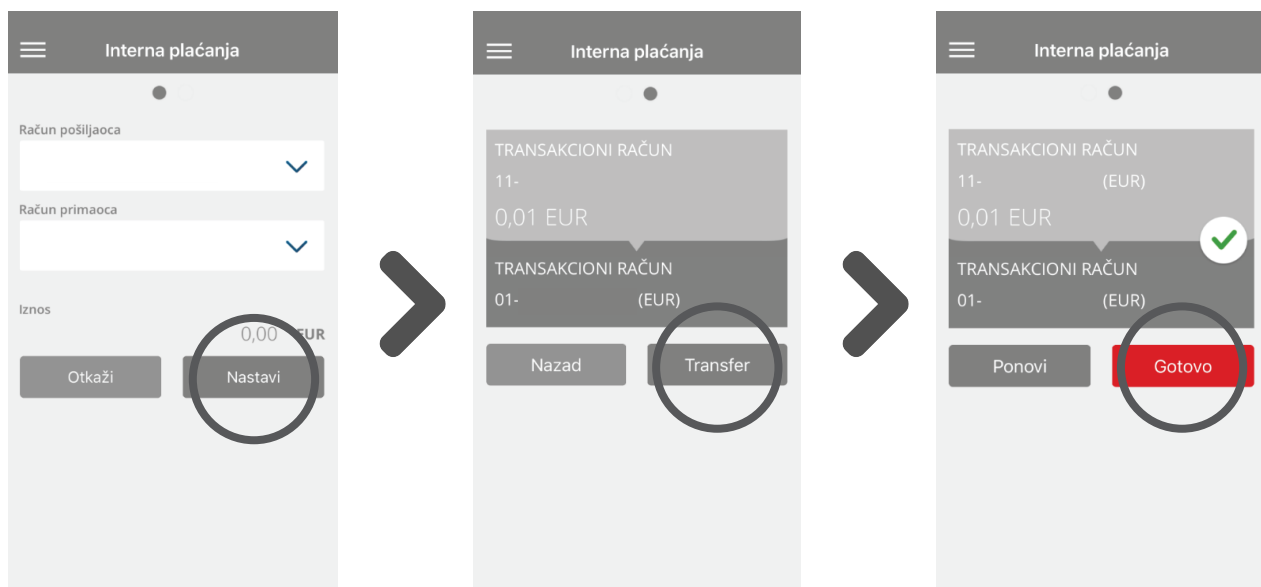 Interna plaćanja
Račun pošiljaoca
Račun primaoca
Iznos
0,00 EUR
Otkaži
Nastavi
Interna plaćanja
TRANSAKCIONI RAČUN
11-
0,01 EUR
TRANSAKCIONI RAČUN
01- (EUR)
Nazad
Transfer
Interna plaćanja
TRANSAKCIONI RAČUN
11- (EUR)
0,01 EUR
TRANSAKCIONI RAČUN
01- (EUR)
Ponovi
Gotovo